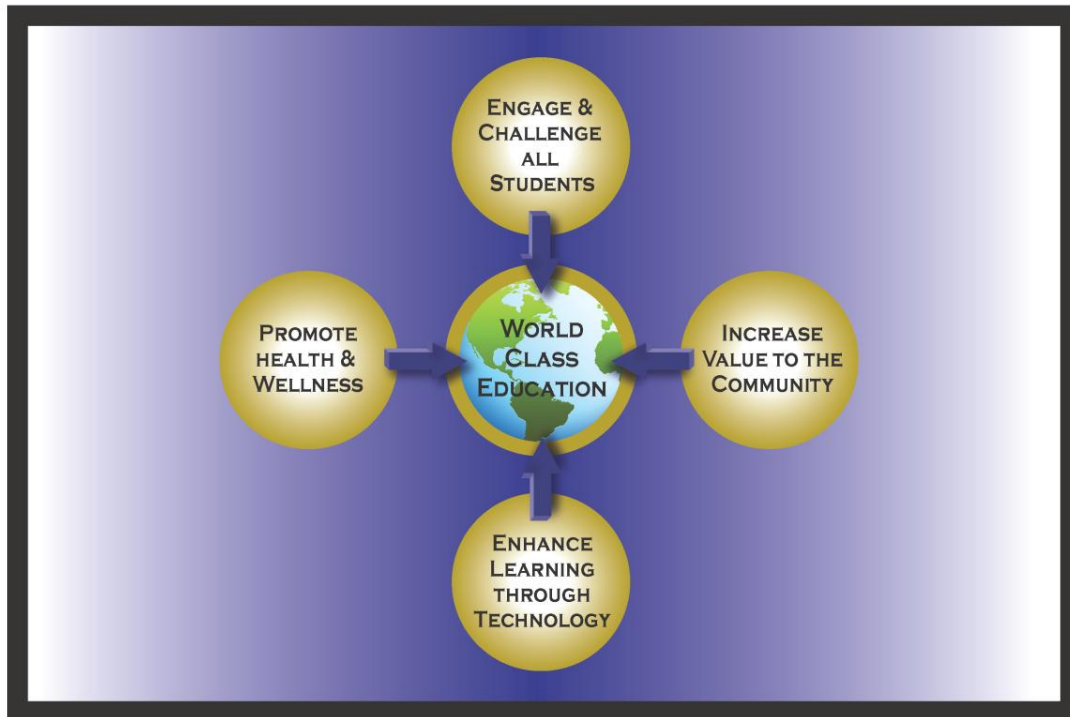 Engage &
Challenge
all
Students
Promote
health &
Wellness
World
Class
Education
Increase
Value to the
Community
Enhance
Learning
through
Technology